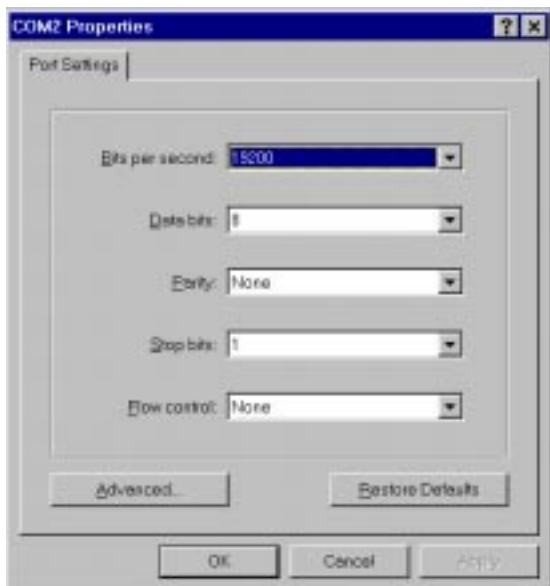 COM2 Properties
Port Settings
Bits per second: 19200
Data bits: 8
Parity: None
Stop bits: 1
Flow control: None
Advanced...
Restore Defaults
OK
Cancel
Apply